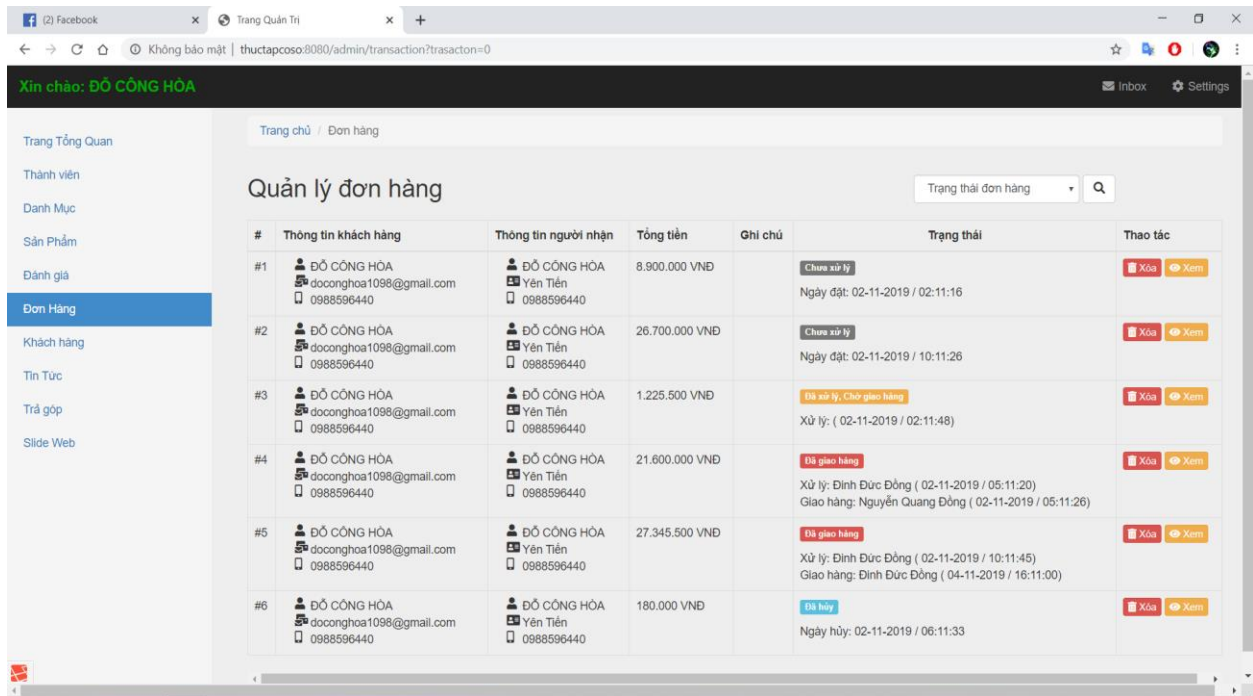 (2) Facebook
Trang Quản Trị
Không bảo mật | thuctapcoso:8080/admin/transaction?trasacton=0
Xin chào: ĐỖ CÔNG HÒA
Inbox
Settings
Trang Tổng Quan
Thành viên
Danh Mục
Sản Phẩm
Đánh giá
Đơn Hàng
Khách hàng
Tin Tức
Trả góp
Slide Web
Trang chủ / Đơn hàng
Quản lý đơn hàng
Trạng thái đơn hàng
# Thông tin khách hàng Thông tin người nhận Tổng tiền Ghi chú Trạng thái Thao tác
#1 ĐỖ CÔNG HÒA ĐỖ CÔNG HÒA 8.900.000 VNĐ Chưa xử lý Xóa Xem
doconghoa1098@gmail.com Yên Tiến
0988596440 0988596440 Ngày đặt: 02-11-2019 / 02:11:16
#2 ĐỖ CÔNG HÒA ĐỖ CÔNG HÒA 26.700.000 VNĐ Chưa xử lý Xóa Xem
doconghoa1098@gmail.com Yên Tiến
0988596440 0988596440 Ngày đặt: 02-11-2019 / 10:11:26
#3 ĐỖ CÔNG HÒA ĐỖ CÔNG HÒA 1.225.500 VNĐ Đã xử lý, Chờ giao hàng Xóa Xem
doconghoa1098@gmail.com Yên Tiến
0988596440 0988596440 Xử lý: ( 02-11-2019 / 02:11:48)
#4 ĐỖ CÔNG HÒA ĐỖ CÔNG HÒA 21.600.000 VNĐ Đã giao hàng Xóa Xem
doconghoa1098@gmail.com Yên Tiến Xử lý: Đinh Đức Đồng ( 02-11-2019 / 05:11:20)
0988596440 0988596440 Giao hàng: Nguyễn Quang Đồng ( 02-11-2019 / 05:11:26)
#5 ĐỖ CÔNG HÒA ĐỖ CÔNG HÒA 27.345.500 VNĐ Đã giao hàng Xóa Xem
doconghoa1098@gmail.com Yên Tiến Xử lý: Đinh Đức Đồng ( 02-11-2019 / 10:11:45)
0988596440 0988596440 Giao hàng: Đinh Đức Đồng ( 04-11-2019 / 16:11:00)
#6 ĐỖ CÔNG HÒA ĐỖ CÔNG HÒA 180.000 VNĐ Đã hủy Xóa Xem
doconghoa1098@gmail.com Yên Tiến
0988596440 0988596440 Ngày hủy: 02-11-2019 / 06:11:33